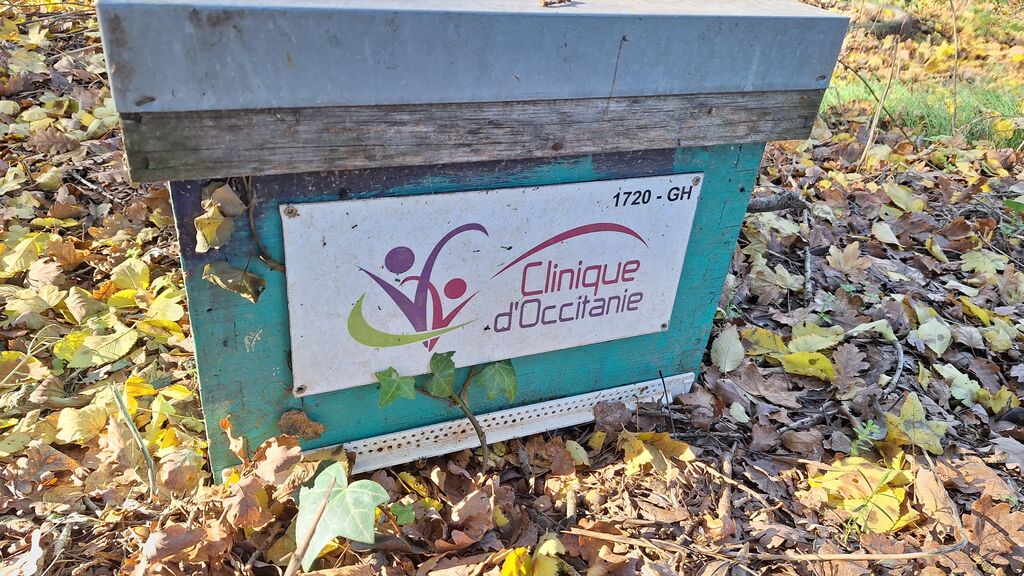 1720 - GH
Clinique
d'Occitanie